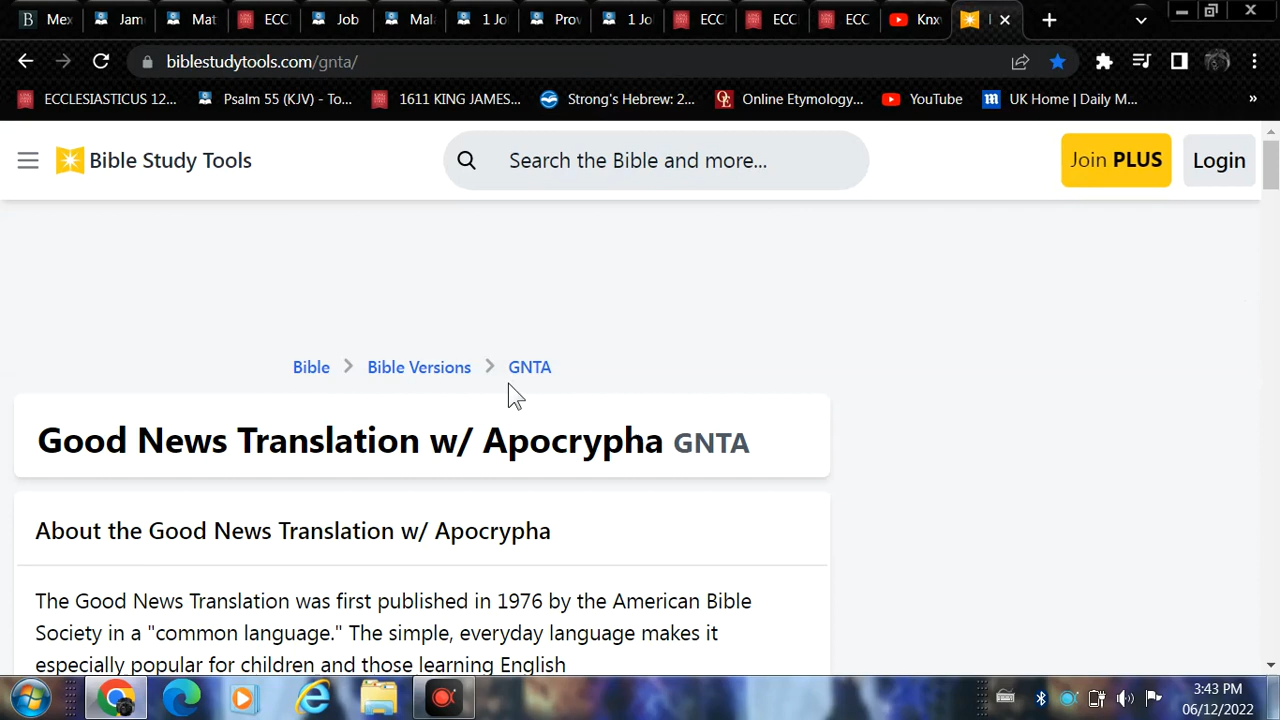 Mex
Jam
Mat
ECC
Job
Mala
1 Jo
Prov
1 Jo
ECC
ECC
ECC
Knx
biblestudytools.com/gnta/
ECCLESIASTICUS 12...
Psalm 55 (KJV) - To...
1611 KING JAMES...
Strong's Hebrew: 2...
Online Etymology...
YouTube
UK Home | Daily M...
»
Bible Study Tools
Search the Bible and more...
Join PLUS
Login
Bible
Bible Versions
GNTA
Good News Translation w/ Apocrypha GNTA
About the Good News Translation w/ Apocrypha
The Good News Translation was first published in 1976 by the American Bible
Society in a "common language." The simple, everyday language makes it
especially popular for children and those learning English
3:43 PM
06/12/2022